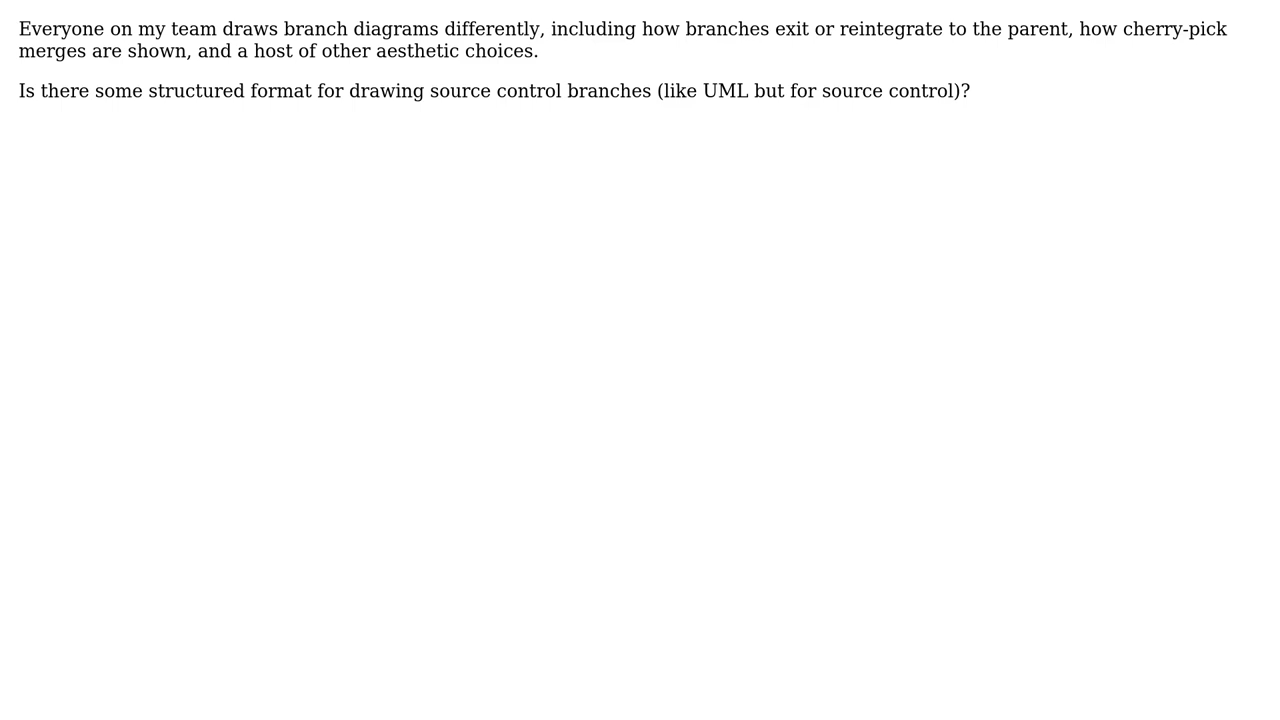 Everyone on my team draws branch diagrams differently, including how branches exit or reintegrate to the parent, how cherry-pick
merges are shown, and a host of other aesthetic choices.
Is there some structured format for drawing source control branches (like UML but for source control)?